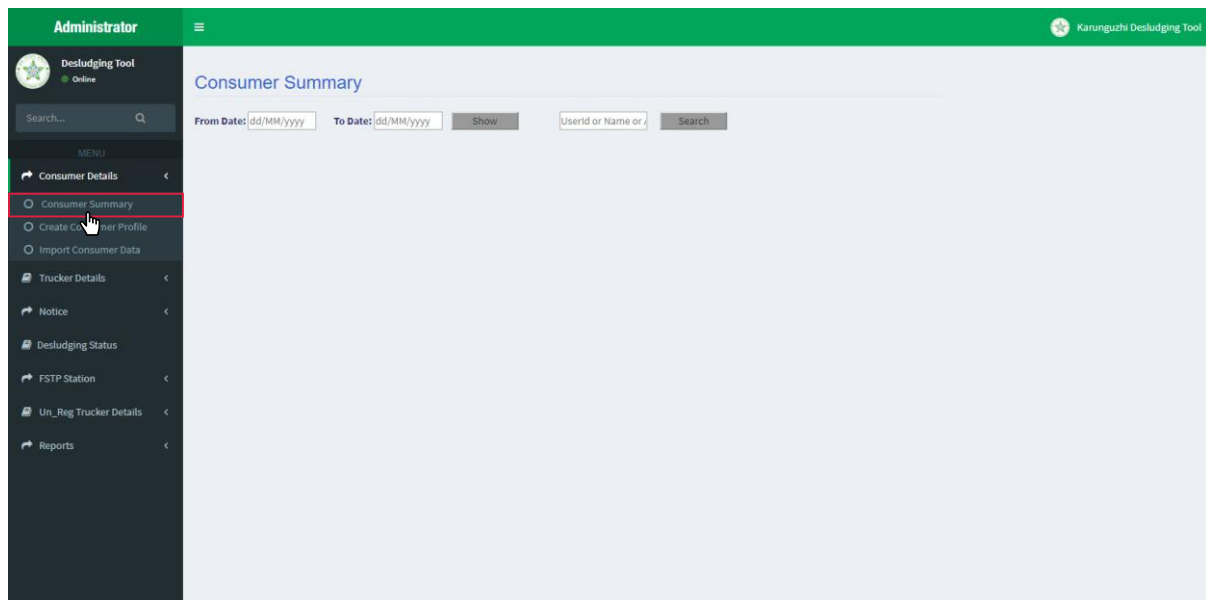 Administrator
Karunguzhi Desludging Tool
Desludging Tool
Online
Search...
MENU
Consumer Details
Consumer Summary
Create Co mer Profile
Import Consumer Data
Trucker Details
Notice
Desludging Status
FSTP Station
Un_Reg Trucker Details
Reports
Consumer Summary
From Date: dd/MM/yyyy To Date: dd/MM/yyyy Show UserId or Name or Search